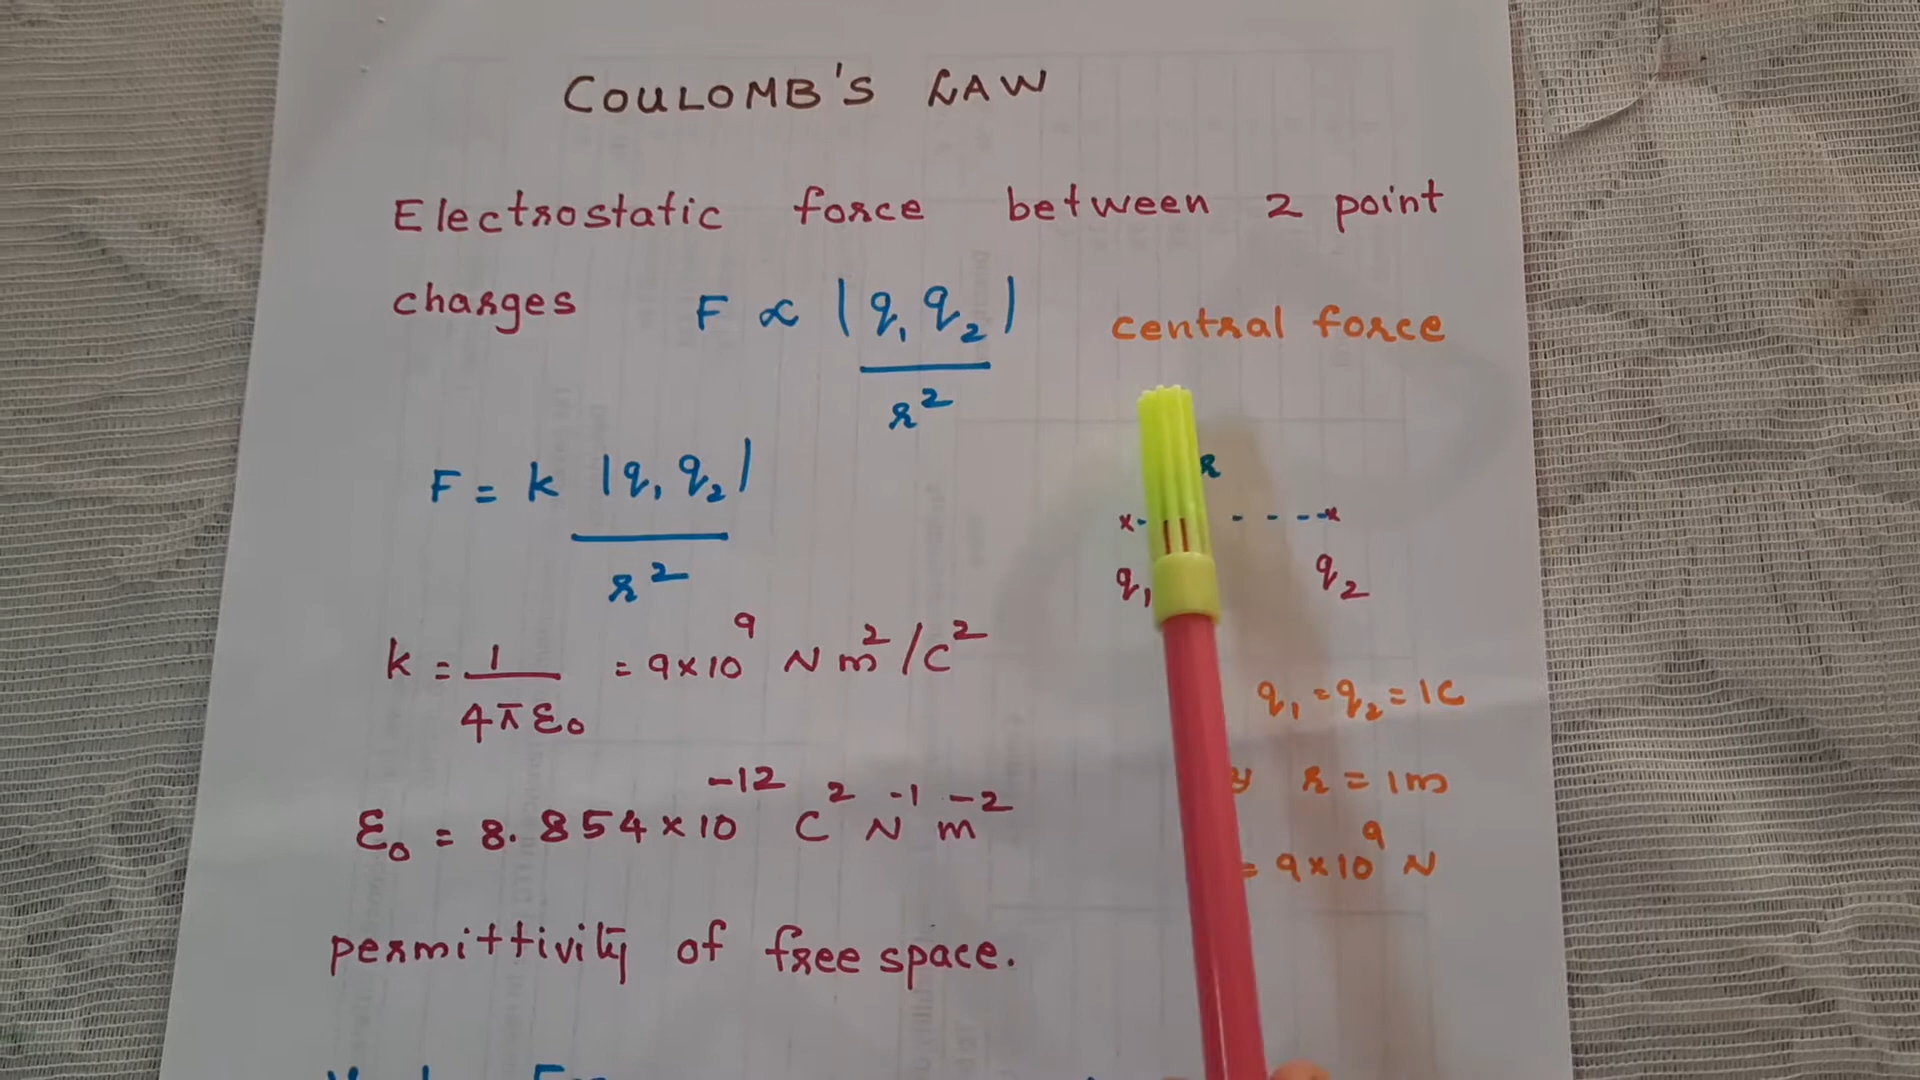 COULOMB'S LAW
Electrostatic force between 2 point
charges F ∝ |q₁ q₂|
r²
central force
F = k |q₁ q₂|
r²
r
q₁ q₂
k = 1 = 9×10⁹ N m²/C²
4πε₀
q₁ = q₂ = 1C
r = 1m
= 9×10⁹ N
ε₀ = 8.854×10⁻¹² C² N⁻¹ m⁻²
permittivity of free space.